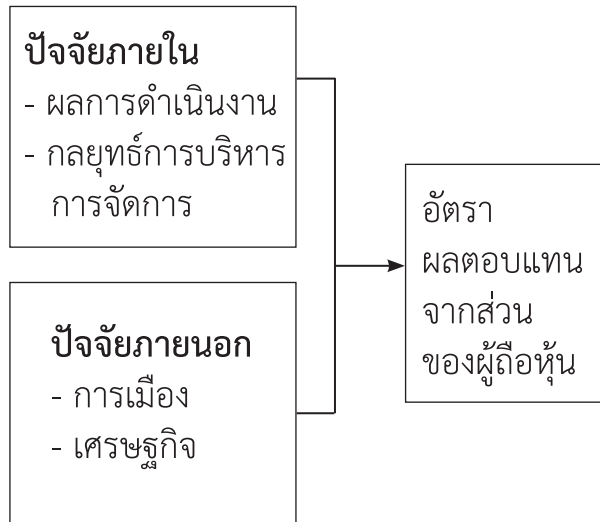 ปัจจัยภายใน
- ผลการดำเนินงาน
- กลยุทธ์การบริหาร
การจัดการ
ปัจจัยภายนอก
- การเมือง
- เศรษฐกิจ
อัตรา
ผลตอบแทน
จากส่วน
ของผู้ถือหุ้น